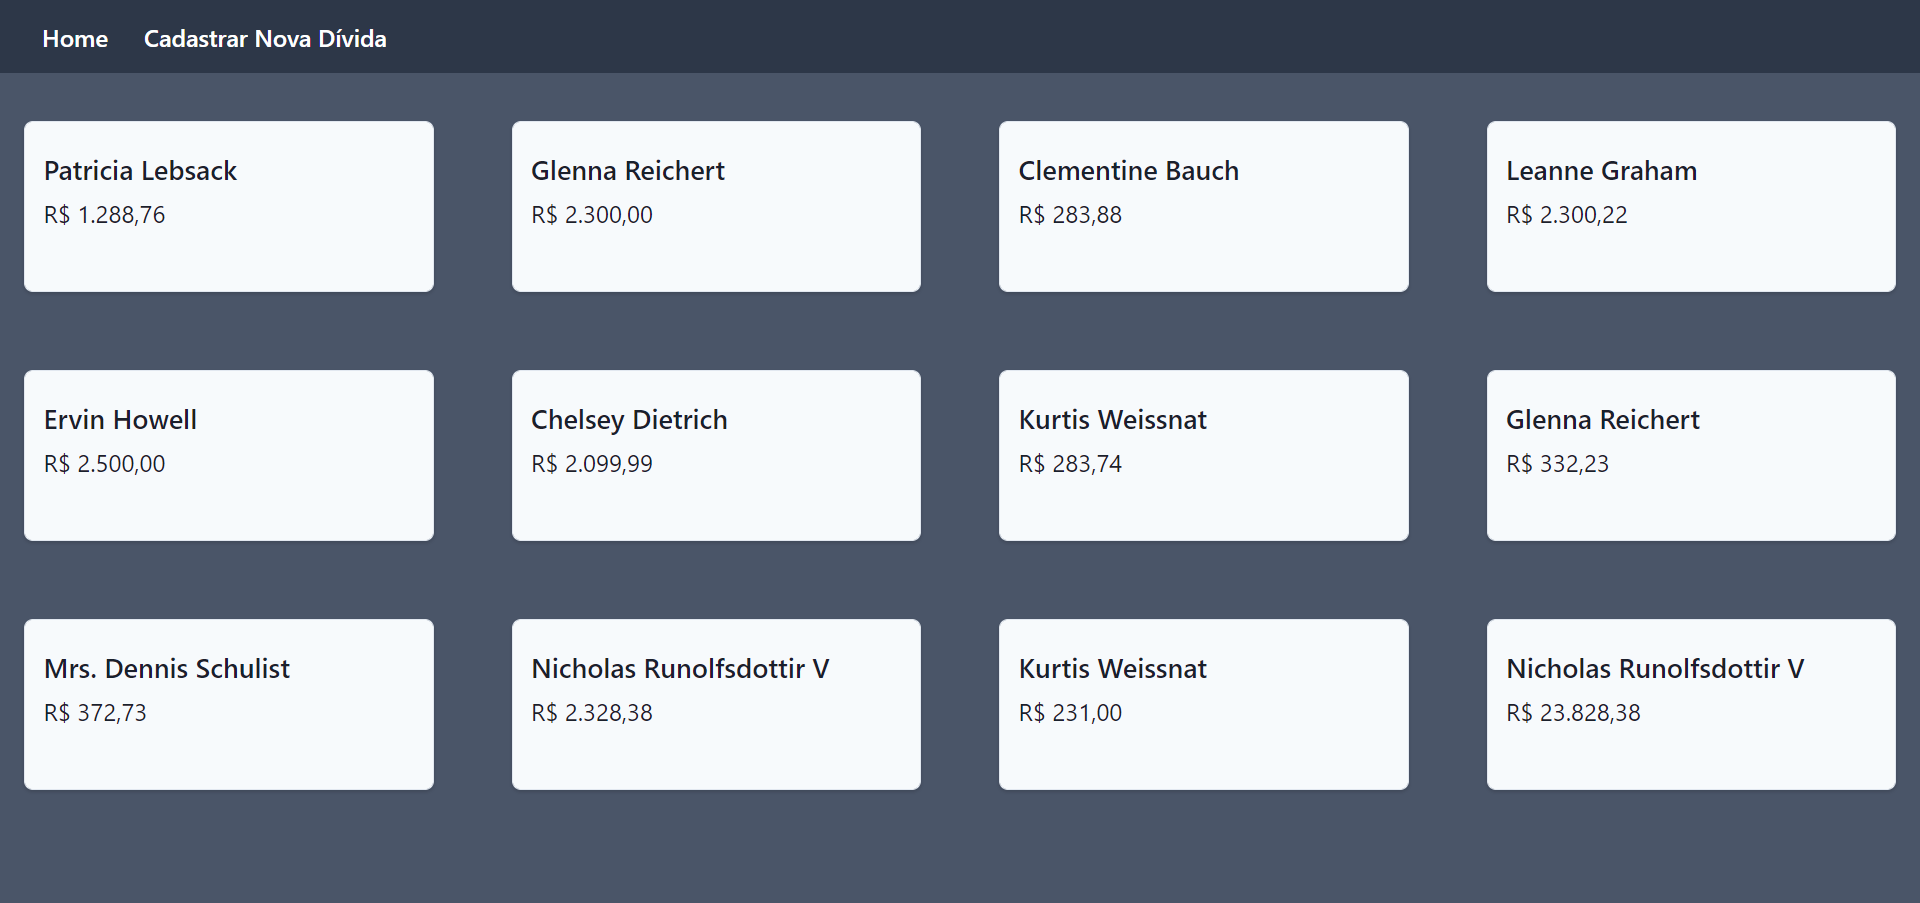 Home Cadastrar Nova Dívida
Patricia Lebsack
R$ 1.288,76
Glenna Reichert
R$ 2.300,00
Clementine Bauch
R$ 283,88
Leanne Graham
R$ 2.300,22
Ervin Howell
R$ 2.500,00
Chelsey Dietrich
R$ 2.099,99
Kurtis Weissnat
R$ 283,74
Glenna Reichert
R$ 332,23
Mrs. Dennis Schulist
R$ 372,73
Nicholas Runolfsdottir V
R$ 2.328,38
Kurtis Weissnat
R$ 231,00
Nicholas Runolfsdottir V
R$ 23.828,38